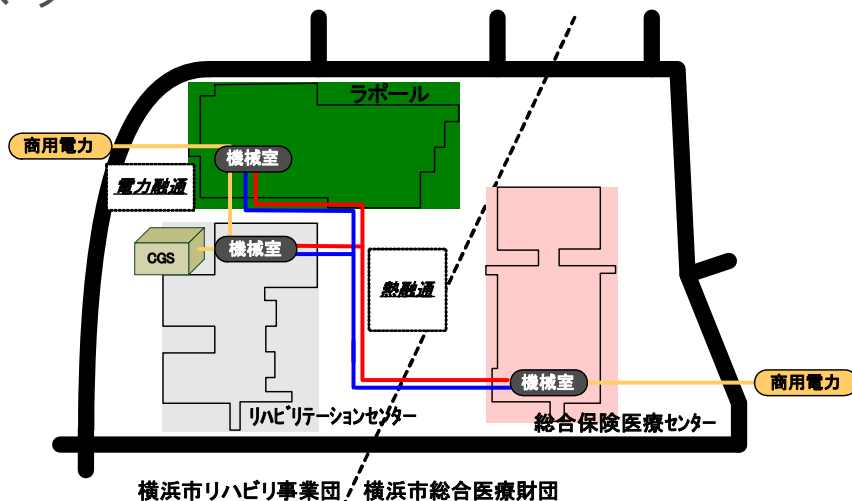 ラポール
商用電力
機械室
電力融通
機械室
CGS
熱融通
機械室
商用電力
リハビリテーションセンター
総合保険医療センター
横浜市リハビリ事業団
横浜市総合医療財団